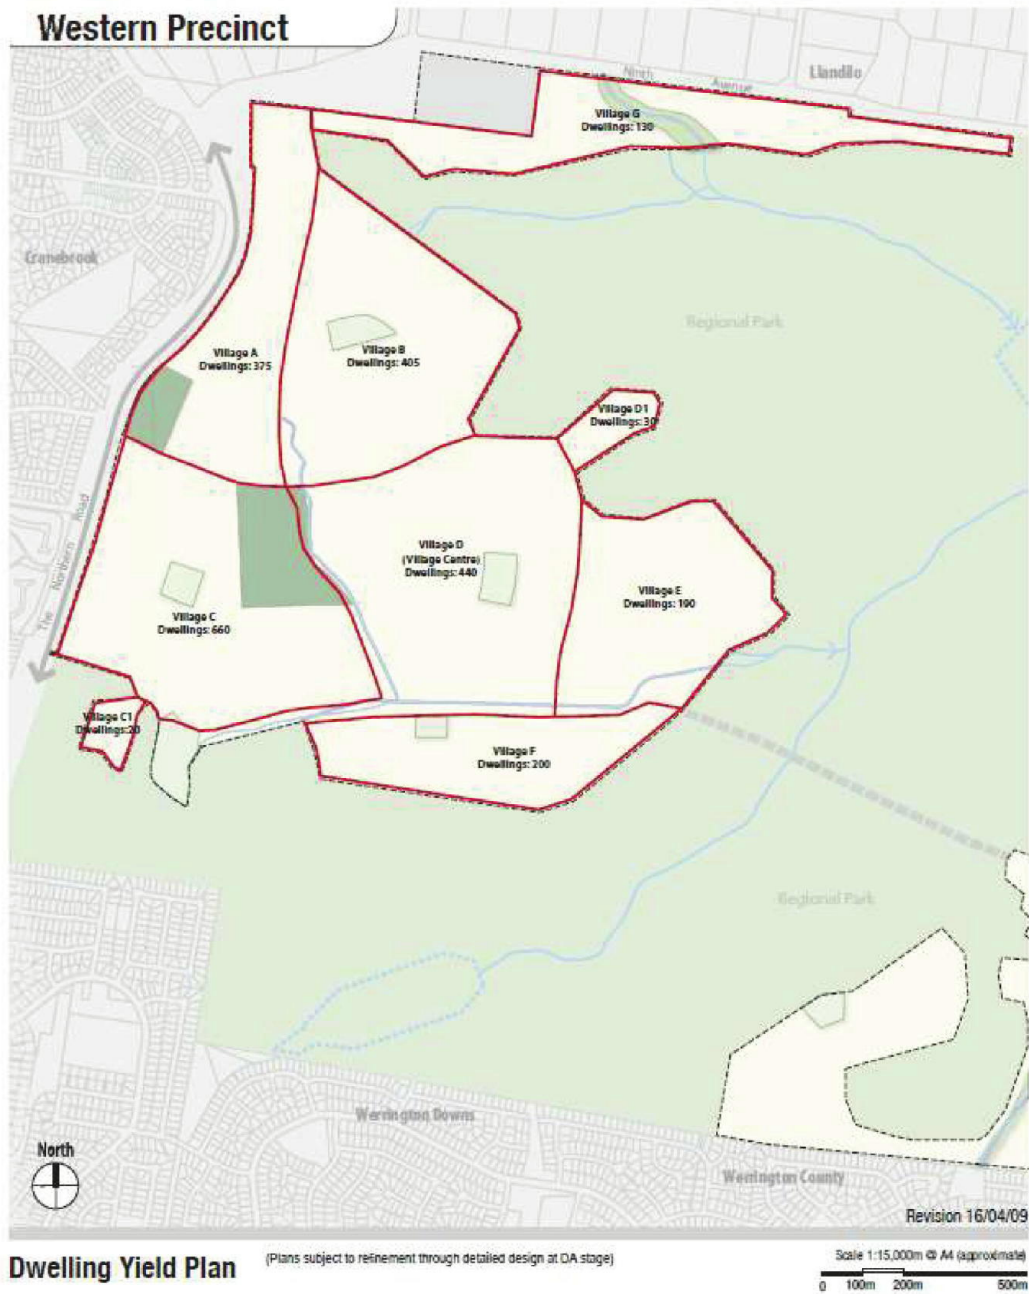 Western Precinct
Llandilo
Ninth Avenue
Village G
Dwellings: 130
Cranebrook
Regional Park
Village A
Dwellings: 375
Village B
Dwellings: 405
Village D1
Dwellings: 30
The Northern Road
Village D
(Village Centre)
Dwellings: 440
Village E
Dwellings: 190
Village C
Dwellings: 660
Village C1
Dwellings: 20
Village F
Dwellings: 200
Regional Park
Werrington Downs
North
Werrington County
Revision 16/04/09
Dwelling Yield Plan
(Plans subject to refinement through detailed design at DA stage)
Scale 1:15,000m @ A4 (approximate)
0 100m 200m 500m